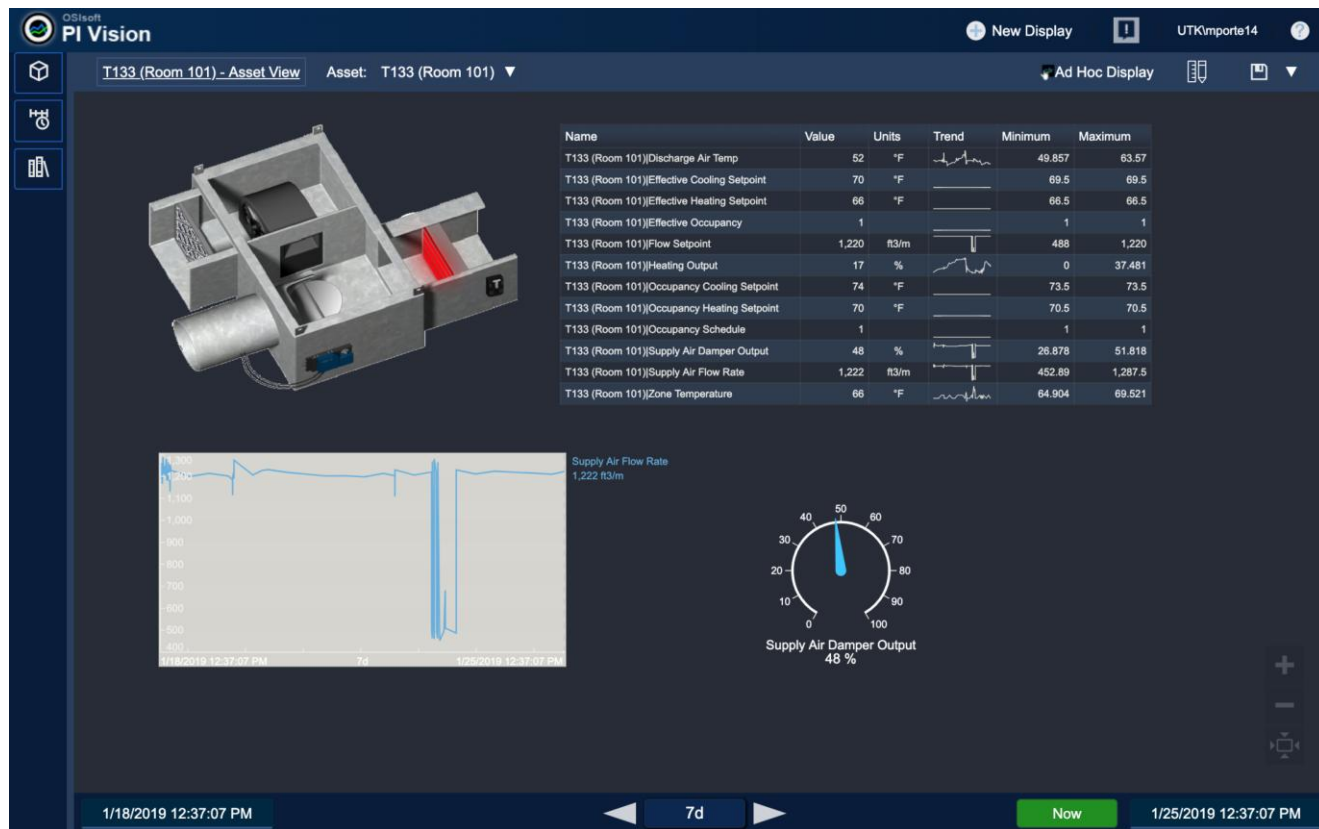 OSIsoft
PI Vision
New Display
UTK\mporte14
?
T133 (Room 101) - Asset View Asset: T133 (Room 101) ▼
Ad Hoc Display
Name Value Units Trend Minimum Maximum
T133 (Room 101)|Discharge Air Temp 52 °F 49.857 63.57
T133 (Room 101)|Effective Cooling Setpoint 70 °F 69.5 69.5
T133 (Room 101)|Effective Heating Setpoint 66 °F 66.5 66.5
T133 (Room 101)|Effective Occupancy 1 1 1
T133 (Room 101)|Flow Setpoint 1,220 ft3/m 488 1,220
T133 (Room 101)|Heating Output 17 % 0 37.481
T133 (Room 101)|Occupancy Cooling Setpoint 74 °F 73.5 73.5
T133 (Room 101)|Occupancy Heating Setpoint 70 °F 70.5 70.5
T133 (Room 101)|Occupancy Schedule 1 1 1
T133 (Room 101)|Supply Air Damper Output 48 % 26.878 51.818
T133 (Room 101)|Supply Air Flow Rate 1,222 ft3/m 452.89 1,287.5
T133 (Room 101)|Zone Temperature 66 °F 64.904 69.521
T
1,300
1,200
1,100
1,000
900
800
700
600
500
400
1/18/2019 12:37:07 PM 7d 1/25/2019 12:37:07 PM
Supply Air Flow Rate
1,222 ft3/m
0
10
20
30
40
50
60
70
80
90
100
Supply Air Damper Output
48 %
1/18/2019 12:37:07 PM 7d Now 1/25/2019 12:37:07 PM